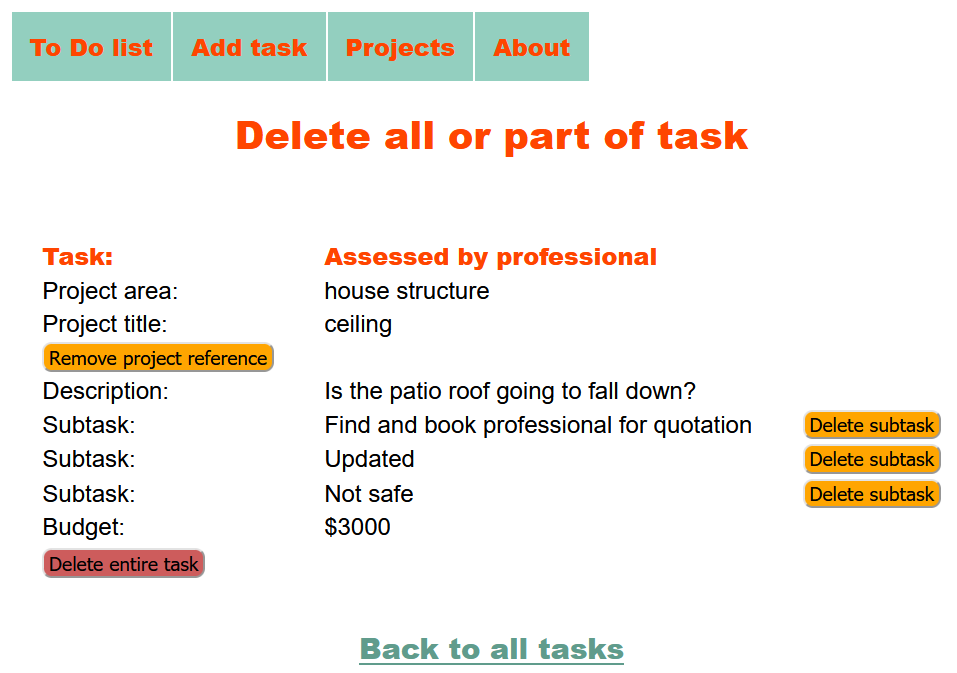 To Do list Add task Projects About
Delete all or part of task
Task: Assessed by professional
Project area: house structure
Project title: ceiling
Remove project reference
Description: Is the patio roof going to fall down?
Subtask: Find and book professional for quotation Delete subtask
Subtask: Updated Delete subtask
Subtask: Not safe Delete subtask
Budget: $3000
Delete entire task
Back to all tasks